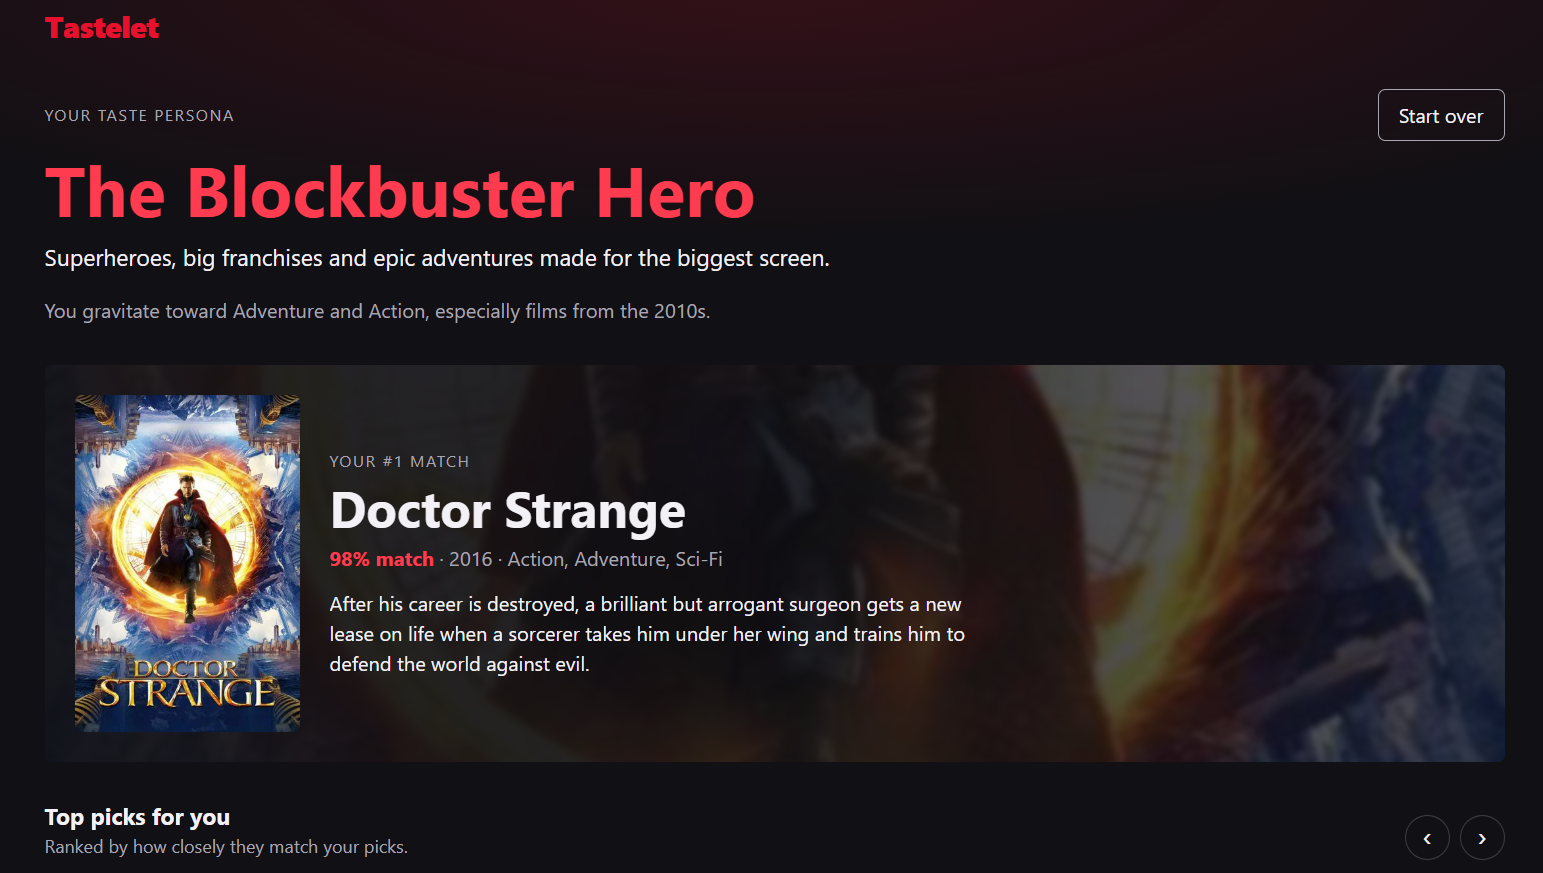 Tastelet
YOUR TASTE PERSONA
Start over
The Blockbuster Hero
Superheroes, big franchises and epic adventures made for the biggest screen.
You gravitate toward Adventure and Action, especially films from the 2010s.
DOCTOR
STRANGE
YOUR #1 MATCH
Doctor Strange
98% match · 2016 · Action, Adventure, Sci-Fi
After his career is destroyed, a brilliant but arrogant surgeon gets a new
lease on life when a sorcerer takes him under her wing and trains him to
defend the world against evil.
Top picks for you
Ranked by how closely they match your picks.
‹ ›